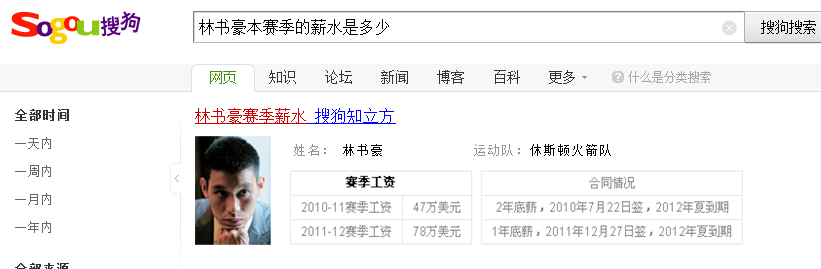 Sogou搜狗
林书豪本赛季的薪水是多少
搜狗搜索
网页 知识 论坛 新闻 博客 百科 更多 什么是分类搜索
全部时间
一天内
一周内
一月内
一年内
全部来源
林书豪赛季薪水_搜狗知立方
姓名： 林书豪 运动队：休斯顿火箭队
赛季工资 合同情况
2010-11赛季工资 47万美元 2年底薪，2010年7月22日签，2012年夏到期
2011-12赛季工资 78万美元 1年底薪，2011年12月27日签，2012年夏到期